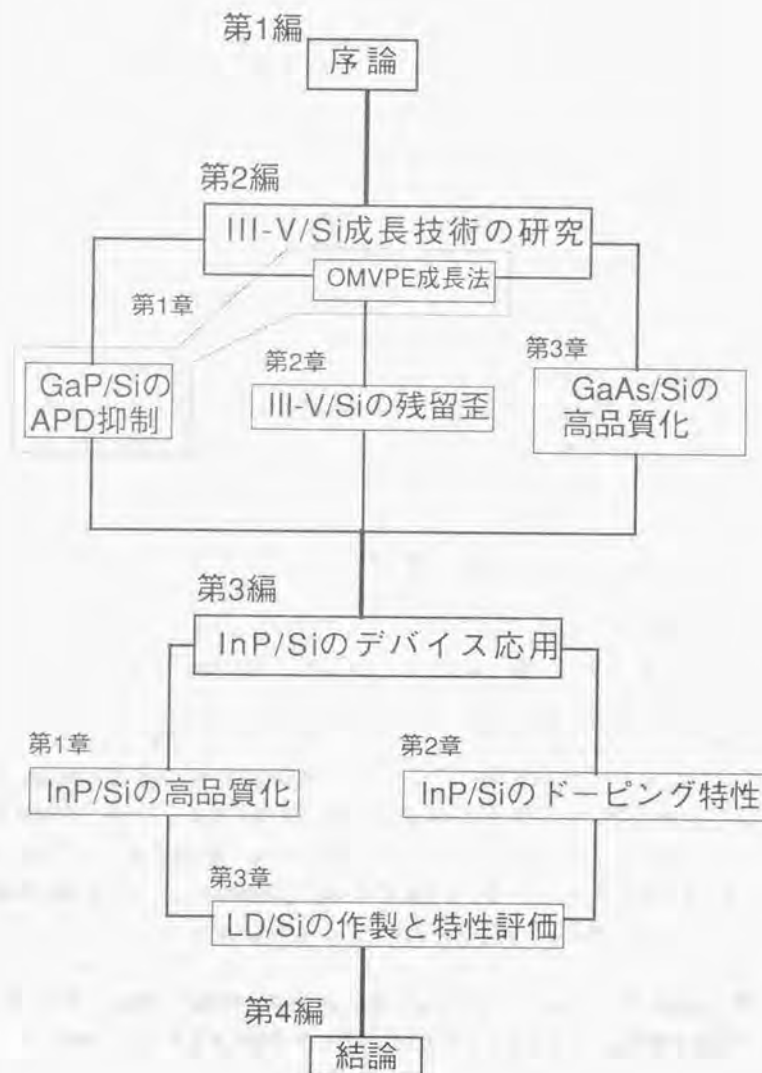 第1編
序論
第2編
III-V/Si成長技術の研究
OMVPE成長法
第1章
GaP/Siの
APD抑制
第2章
III-V/Siの残留歪
第3章
GaAs/Siの
高品質化
第3編
InP/Siのデバイス応用
第1章
InP/Siの高品質化
第2章
InP/Siのドーピング特性
第3章
LD/Siの作製と特性評価
第4編
結論